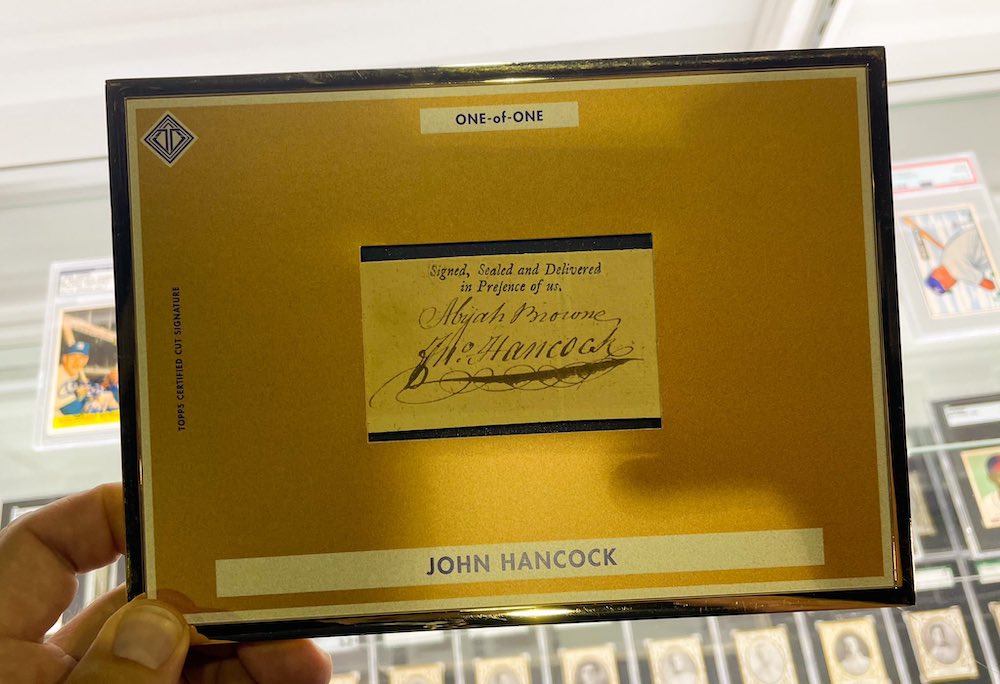 ONE-of-ONE
TOPPS CERTIFIED CUT SIGNATURE
Signed, Sealed and Delivered
in Preſence of us,
Abijah Browne
Jnº. Hancock
JOHN HANCOCK